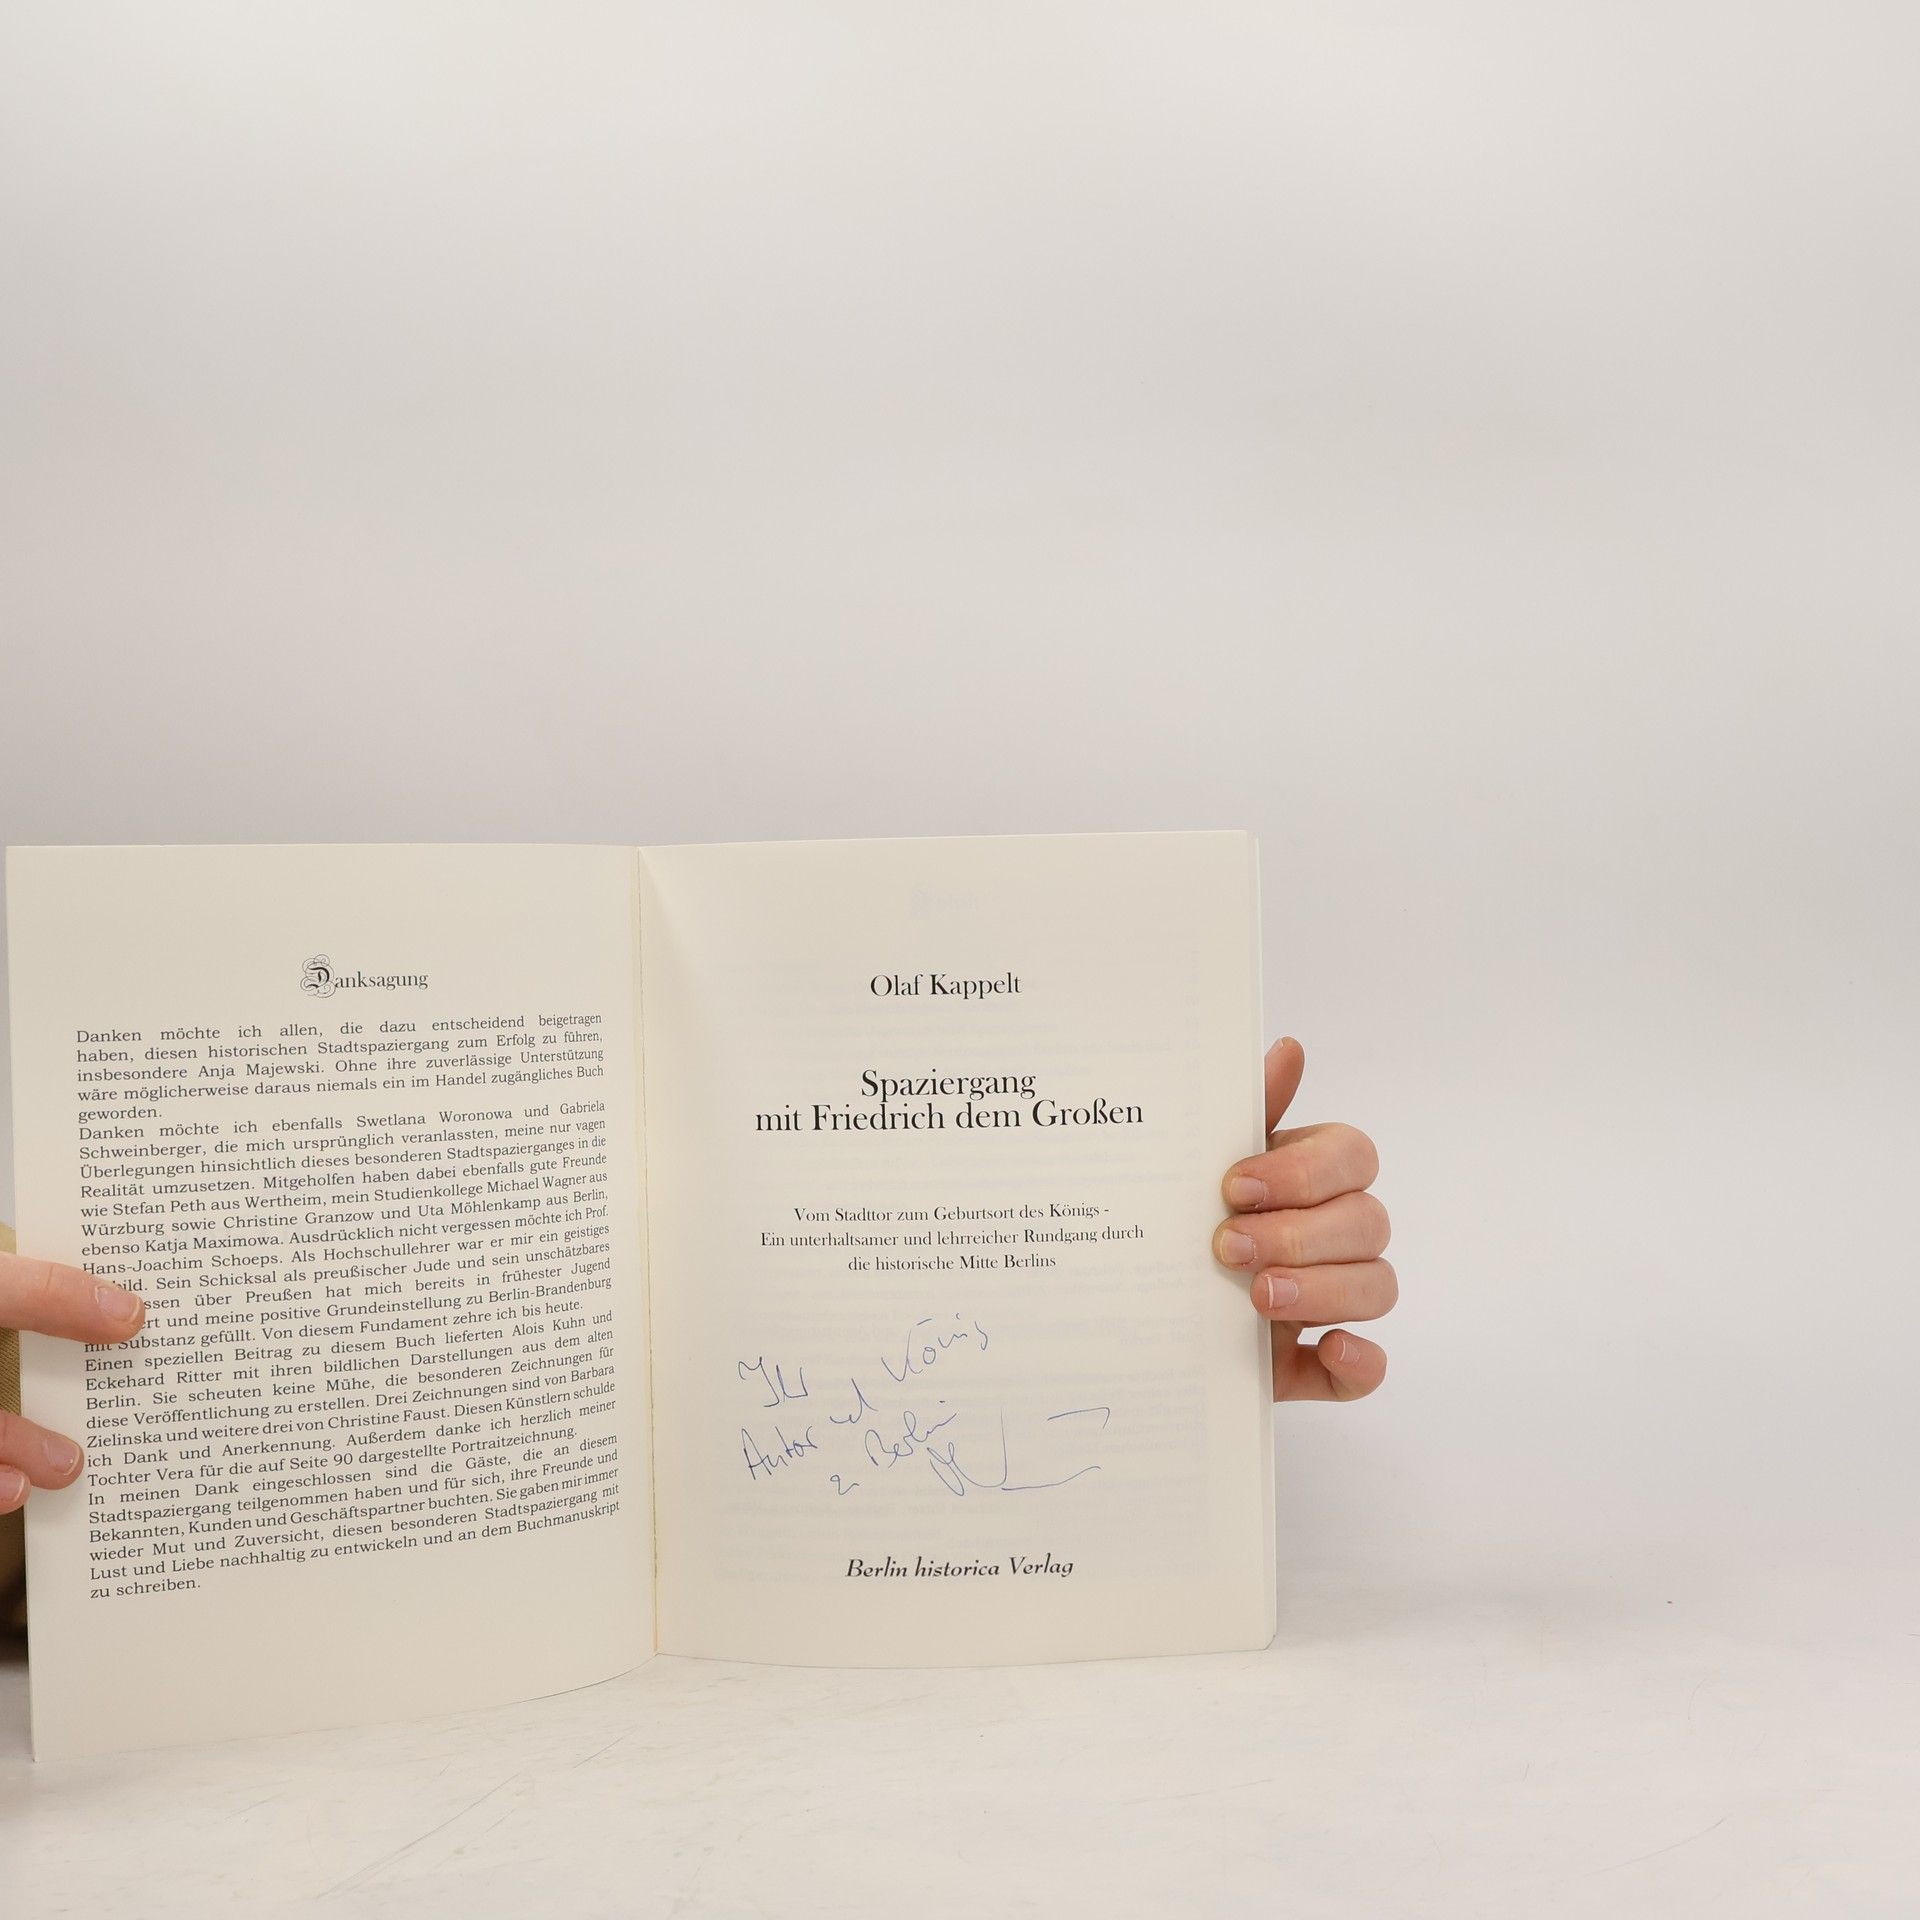 Danksagung
Danken möchte ich allen, die dazu entscheidend beigetragen
haben, diesen historischen Stadtspaziergang zum Erfolg zu führen,
insbesondere Anja Majewski. Ohne ihre zuverlässige Unterstützung
wäre möglicherweise daraus niemals ein im Handel zugängliches Buch
geworden.
Danken möchte ich ebenfalls Swetlana Woronowa und Gabriela
Schweinberger, die mich ursprünglich veranlassten, meine nur vagen
Überlegungen hinsichtlich dieses besonderen Stadtspazierganges in die
Realität umzusetzen. Mitgeholfen haben dabei ebenfalls gute Freunde
wie Stefan Peth aus Wertheim, mein Studienkollege Michael Wagner aus
Würzburg sowie Christine Granzow und Uta Möhlenkamp aus Berlin,
ebenso Katja Maximowa. Ausdrücklich nicht vergessen möchte ich Prof.
Hans-Joachim Schoeps. Als Hochschullehrer war er mir ein geistiges
ild. Sein Schicksal als preußischer Jude und sein unschätzbares
ssen über Preußen hat mich bereits in frühester Jugend
ert und meine positive Grundeinstellung zu Berlin-Brandenburg
mit Substanz gefüllt. Von diesem Fundament zehre ich bis heute.
Einen speziellen Beitrag zu diesem Buch lieferten Alois Kuhn und
Eckehard Ritter mit ihren bildlichen Darstellungen aus dem alten
Berlin. Sie scheuten keine Mühe, die besonderen Zeichnungen für
diese Veröffentlichung zu erstellen. Drei Zeichnungen sind von Barbara
Zielinska und weitere drei von Christine Faust. Diesen Künstlern schulde
ich Dank und Anerkennung. Außerdem danke ich herzlich meiner
Tochter Vera für die auf Seite 90 dargestellte Portraitzeichnung.
In meinen Dank eingeschlossen sind die Gäste, die an diesem
Stadtspaziergang teilgenommen haben und für sich, ihre Freunde und
Bekannten, Kunden und Geschäftspartner buchten. Sie gaben mir immer
wieder Mut und Zuversicht, diesen besonderen Stadtspaziergang mit
Lust und Liebe nachhaltig zu entwickeln und an dem Buchmanuskript
zu schreiben.
Olaf Kappelt
Spaziergang
mit Friedrich dem Großen
Vom Stadttor zum Geburtsort des Königs -
Ein unterhaltsamer und lehrreicher Rundgang durch
die historische Mitte Berlins
Ihr
Autor und König
z Berlin
Berlin historica Verlag